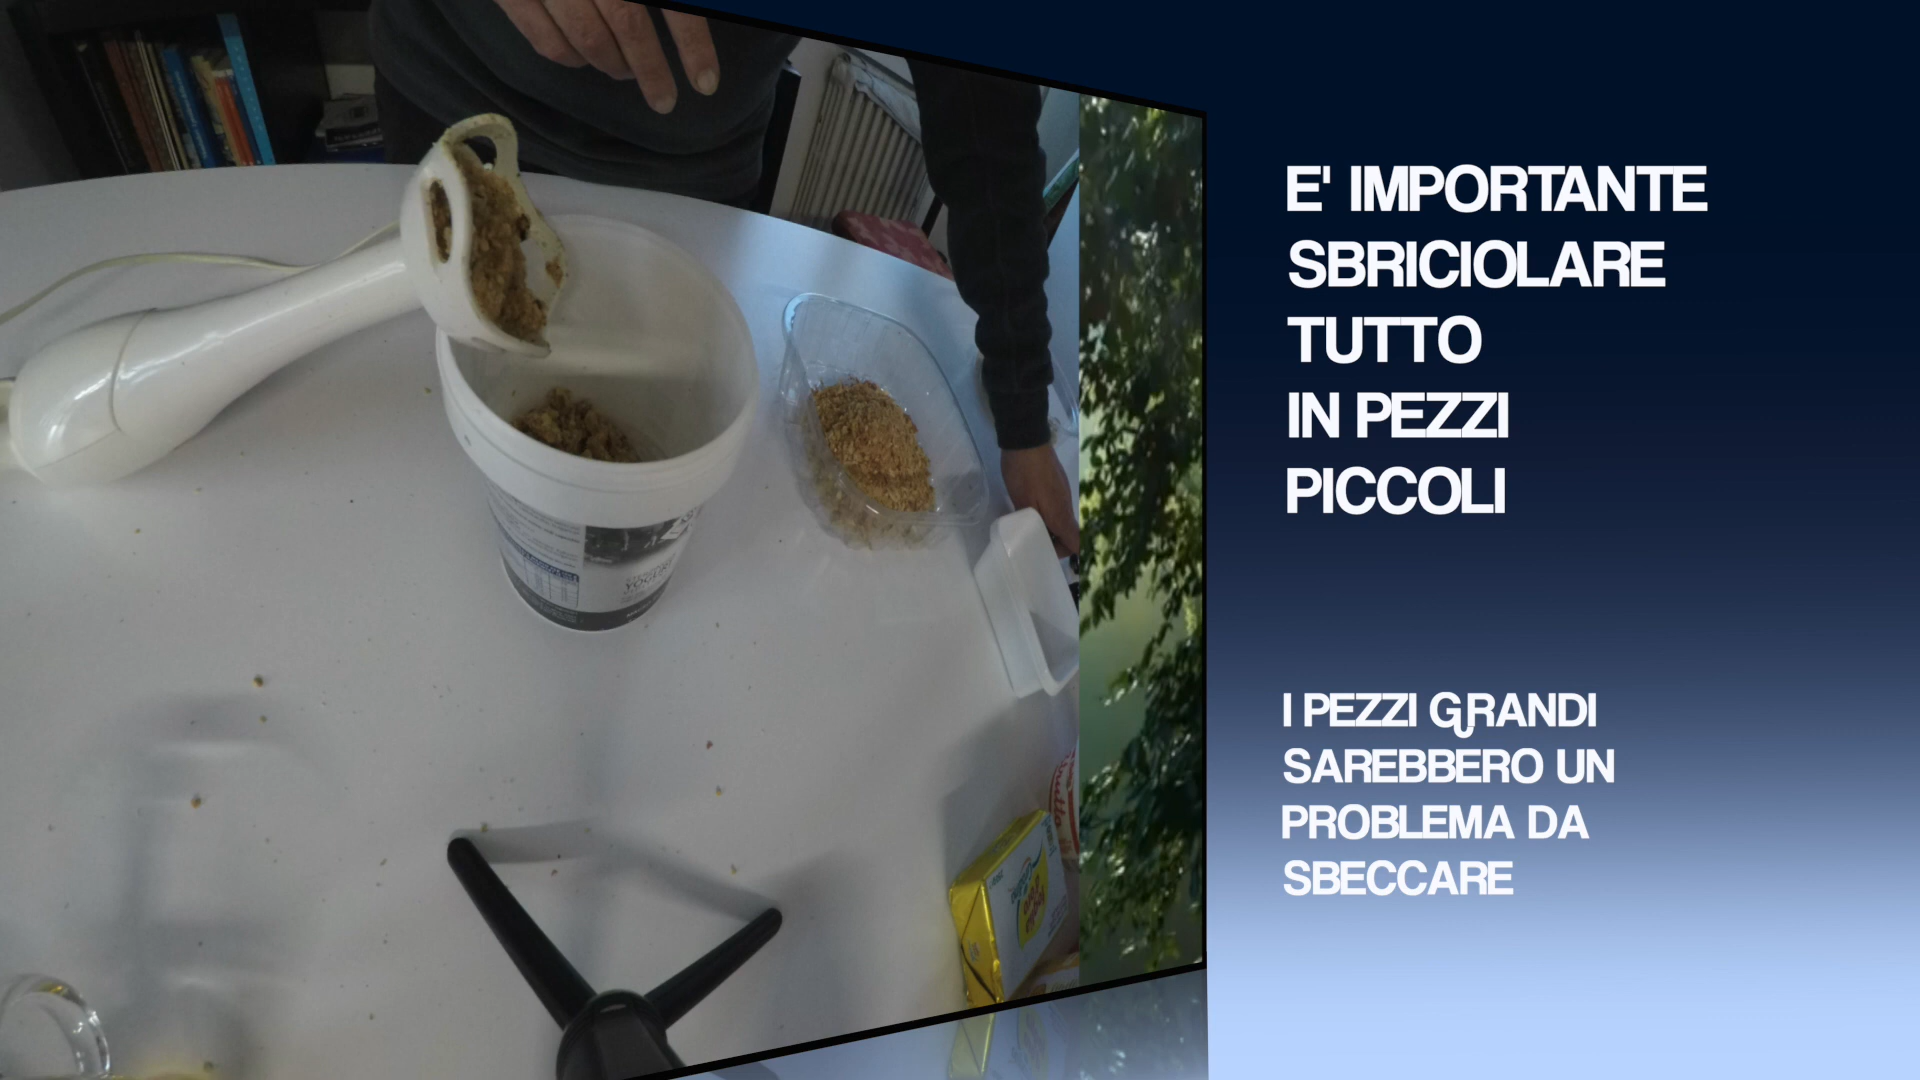 E' IMPORTANTE
SBRICIOLARE
TUTTO
IN PEZZI
PICCOLI
I PEZZI GRANDI
SAREBBERO UN
PROBLEMA DA
SBECCARE